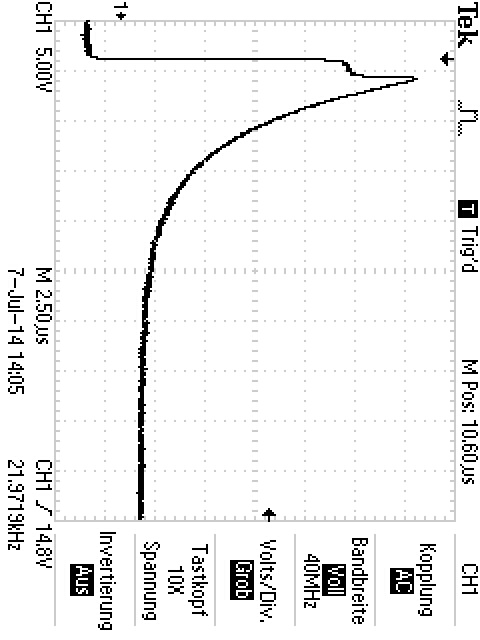 Tek T Trig'd M Pos: 10.60µs CH1
Kopplung
AC
Bandbreite
Voll
40MHz
Volts/Div.
Grob
Tastkopf
10X
Spannung
Invertierung
Aus
1
CH1 5.00V M 2.50µs CH1 / 14.8V
7-Jul-14 14:05 21.9719kHz